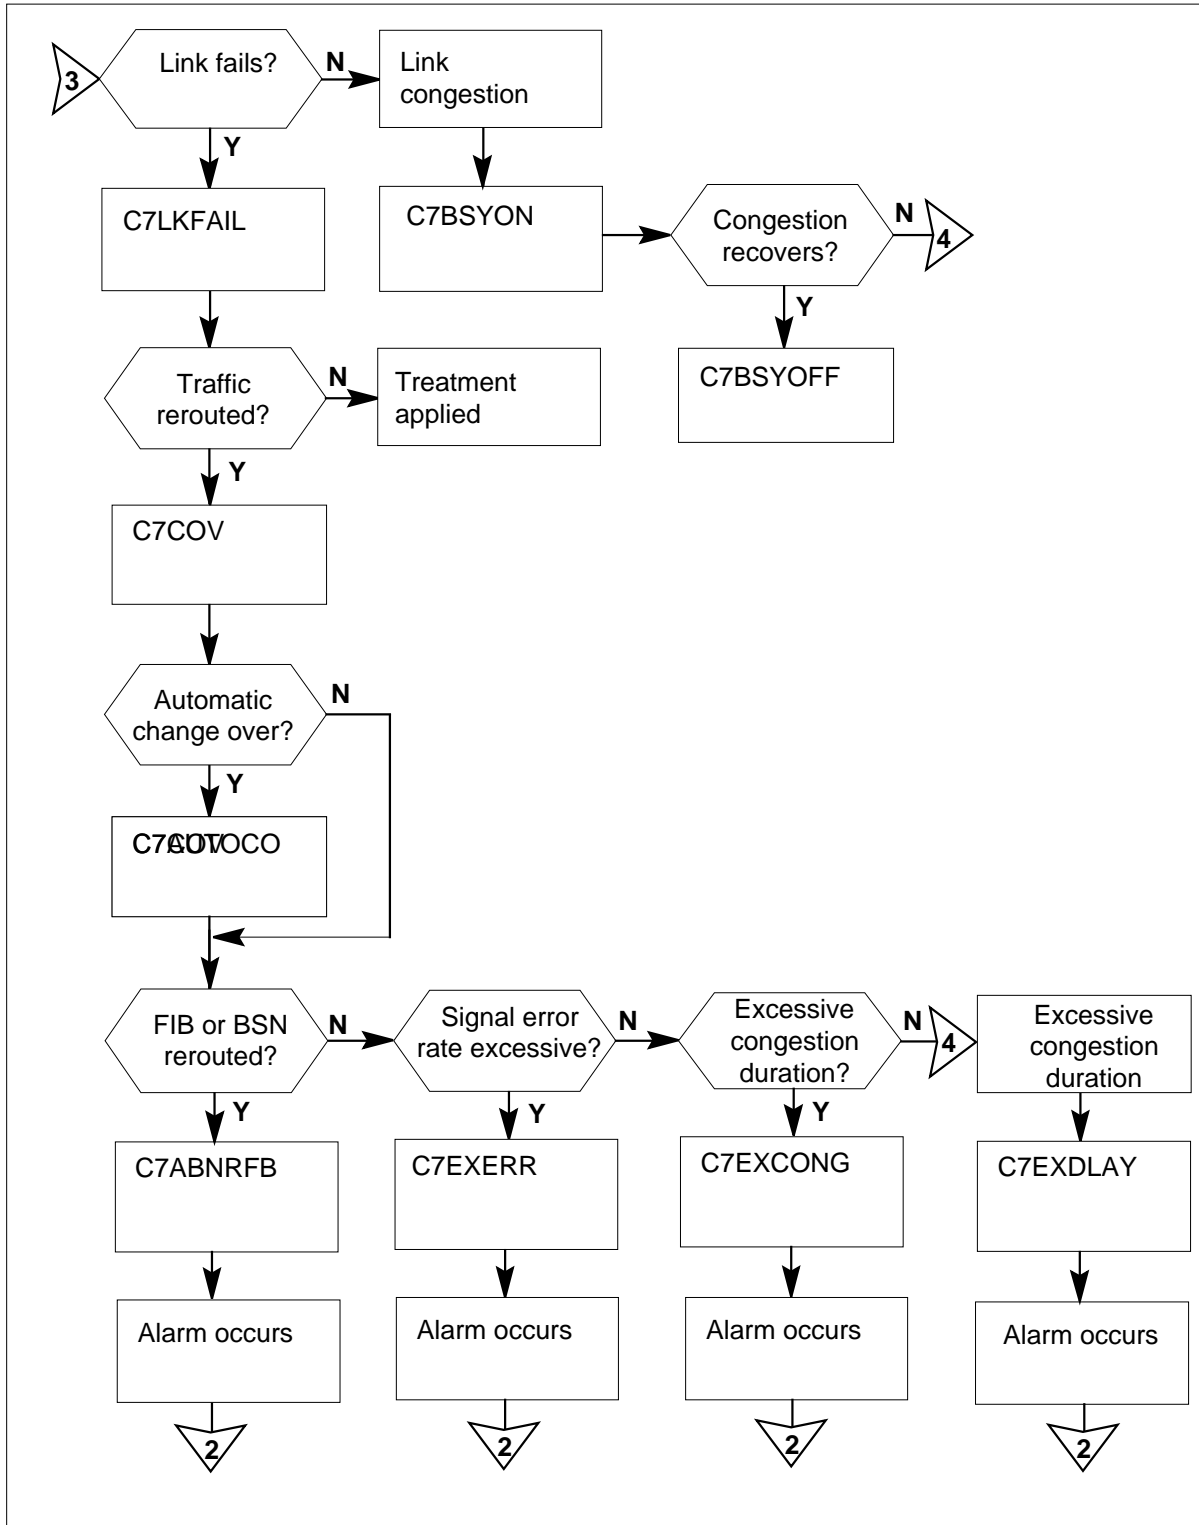 3
Link fails?
N
Link
congestion
Y
C7LKFAIL
C7BSYON
Congestion
recovers?
N
4
Y
C7BSYOFF
Traffic
rerouted?
N
Treatment
applied
Y
C7COV
Automatic
change over?
N
Y
C7AUTOCO
C7COV
FIB or BSN
rerouted?
N
Signal error
rate excessive?
N
Excessive
congestion
duration?
N
4
Excessive
congestion
duration
Y
Y
Y
C7ABNRFB
C7EXERR
C7EXCONG
C7EXDLAY
Alarm occurs
Alarm occurs
Alarm occurs
Alarm occurs
2
2
2
2